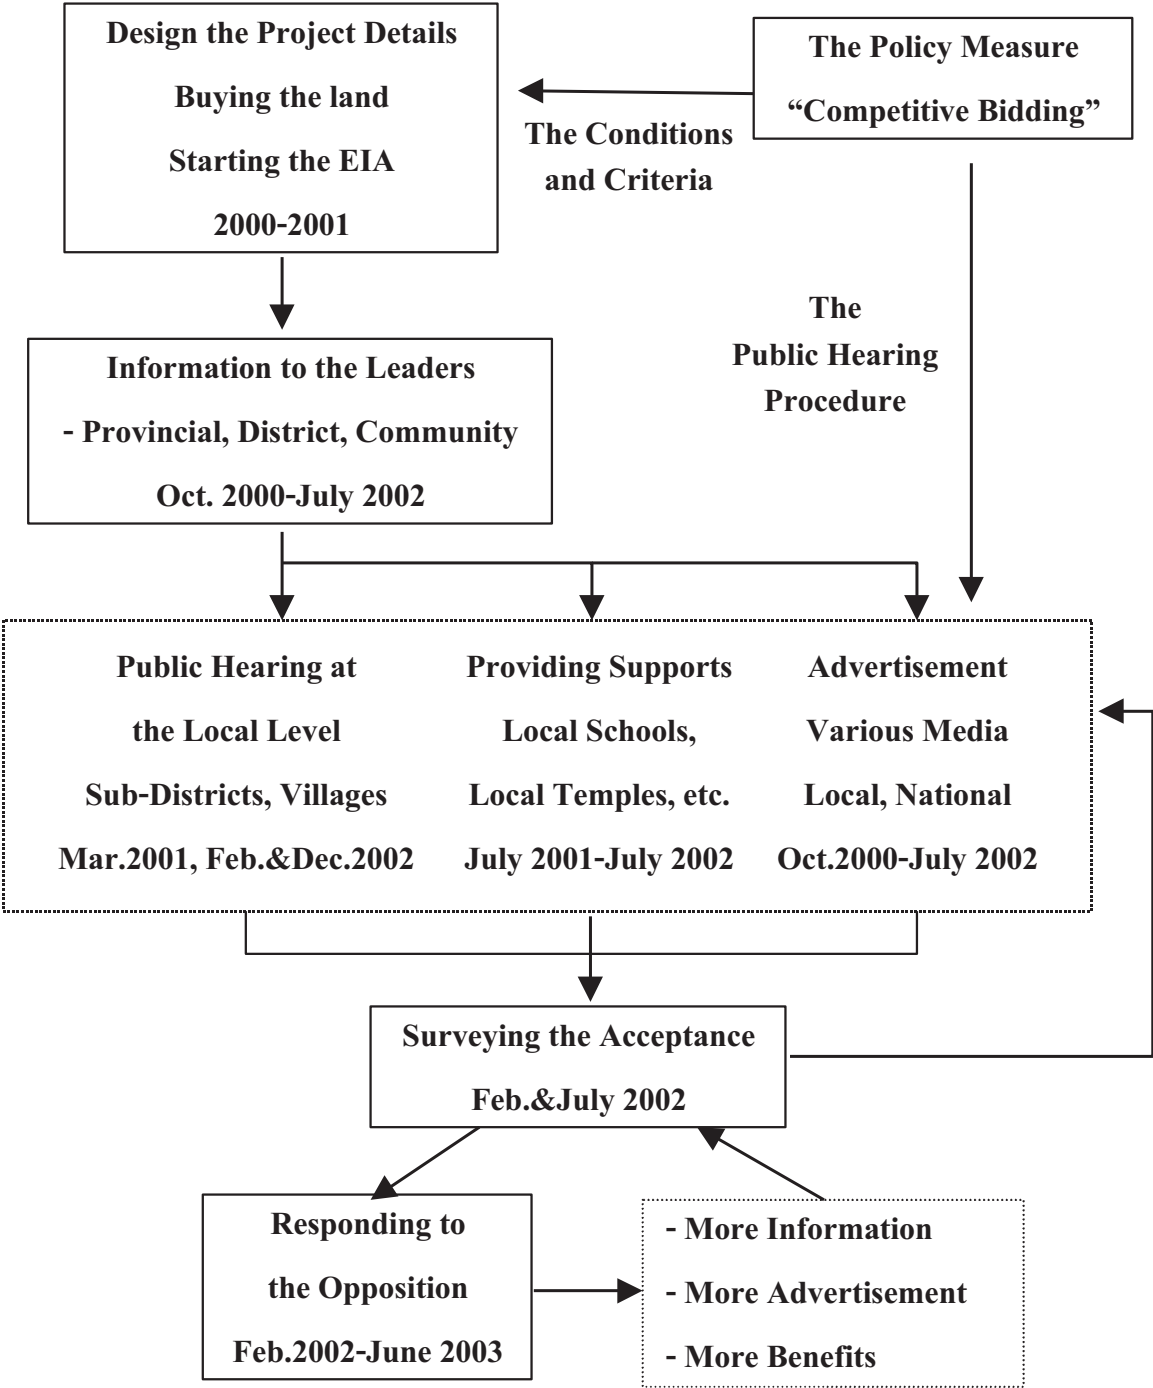 Design the Project Details
Buying the land
Starting the EIA
2000-2001
The Policy Measure
“Competitive Bidding”
The Conditions
and Criteria
The
Public Hearing
Procedure
Information to the Leaders
- Provincial, District, Community
Oct. 2000-July 2002
Public Hearing at
the Local Level
Sub-Districts, Villages
Mar.2001, Feb.&Dec.2002
Providing Supports
Local Schools,
Local Temples, etc.
July 2001-July 2002
Advertisement
Various Media
Local, National
Oct.2000-July 2002
Surveying the Acceptance
Feb.&July 2002
Responding to
the Opposition
Feb.2002-June 2003
- More Information
- More Advertisement
- More Benefits